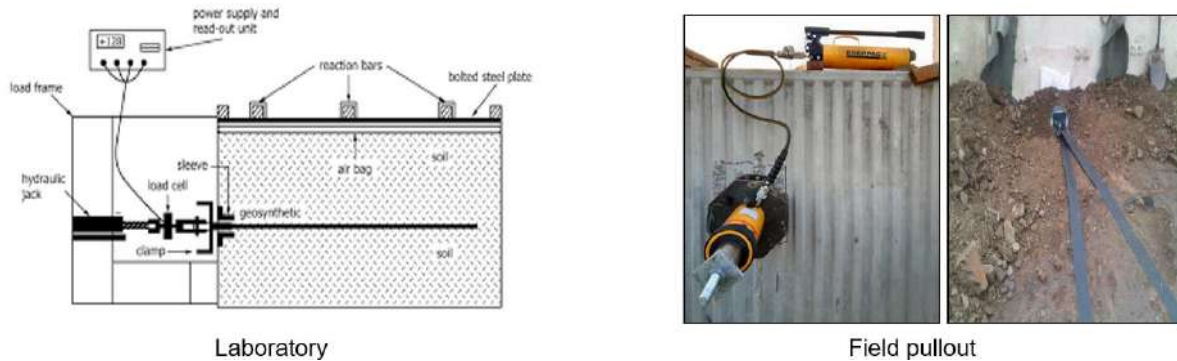 power supply and
read-out unit
+128
reaction bars
bolted steel plate
load frame
sleeve
soil
air bag
hydraulic
jack
load cell
geosynthetic
clamp
soil
Laboratory
ENERPAC
Field pullout